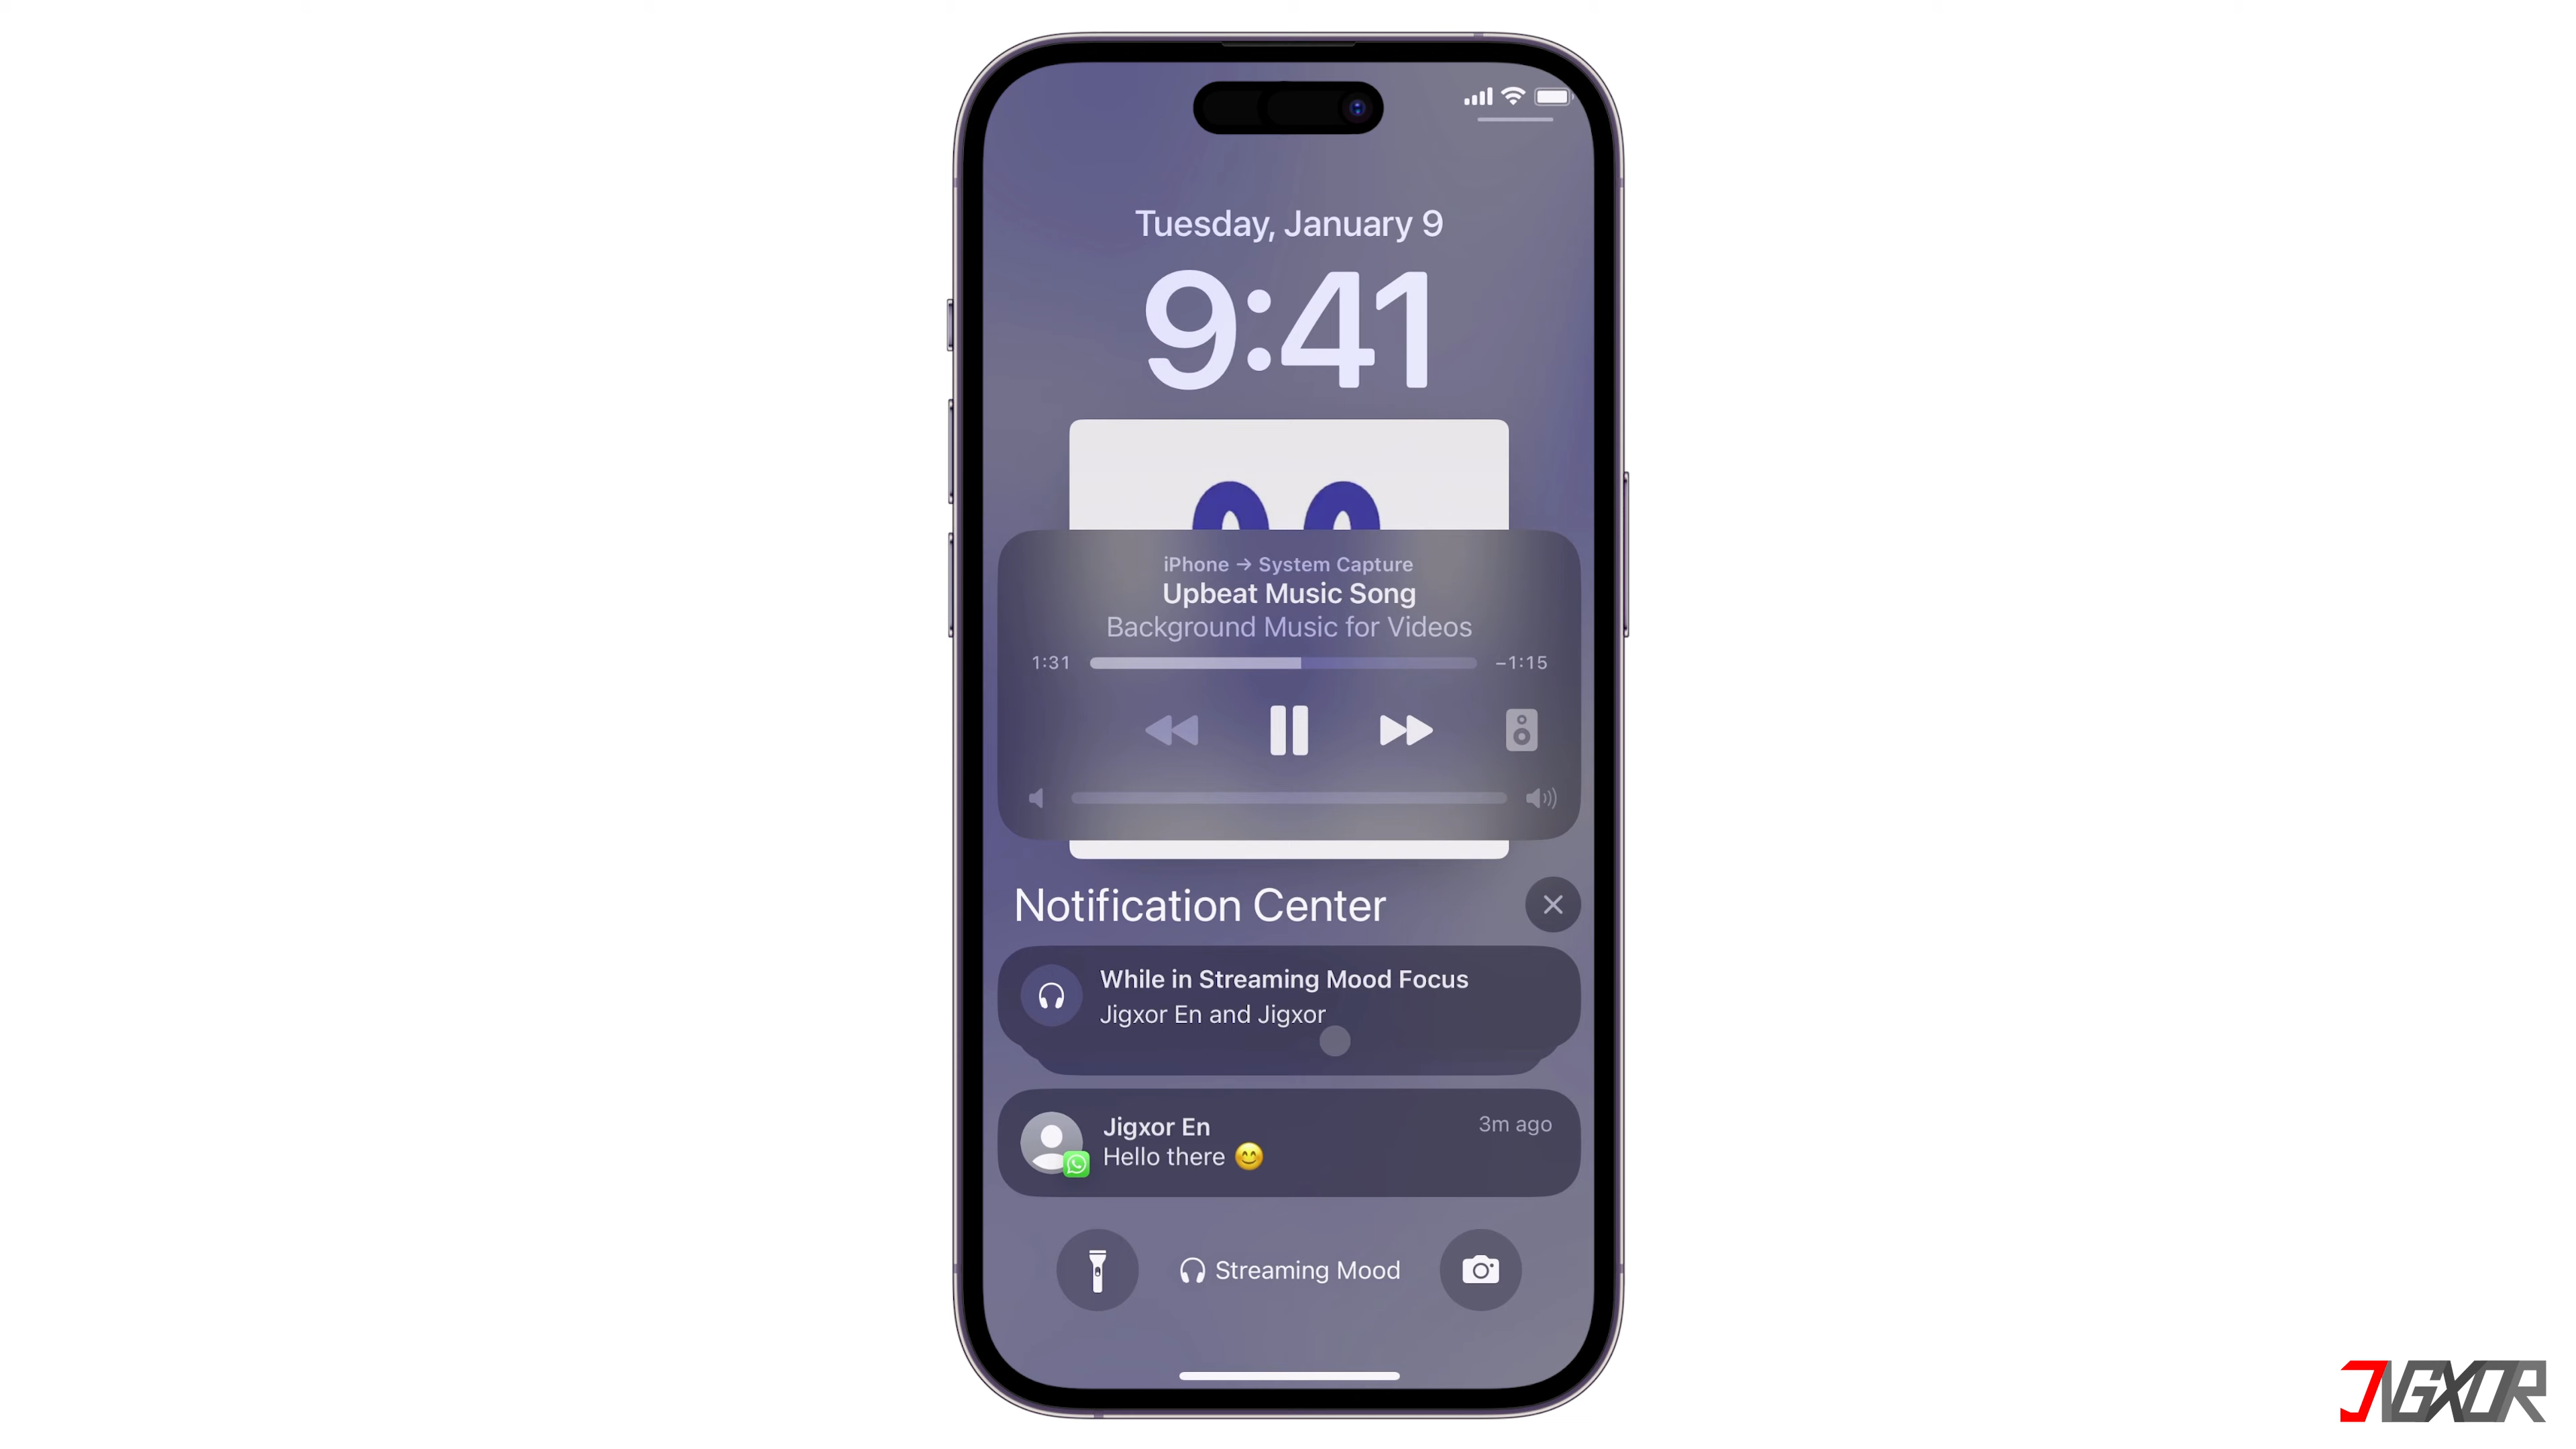 Tuesday, January 9
9:41
iPhone → System Capture
Upbeat Music Song
Background Music for Videos
1:31
−1:15
Notification Center
While in Streaming Mood Focus
Jigxor En and Jigxor
Jigxor En
3m ago
Hello there 😊
Streaming Mood
JIGXOR